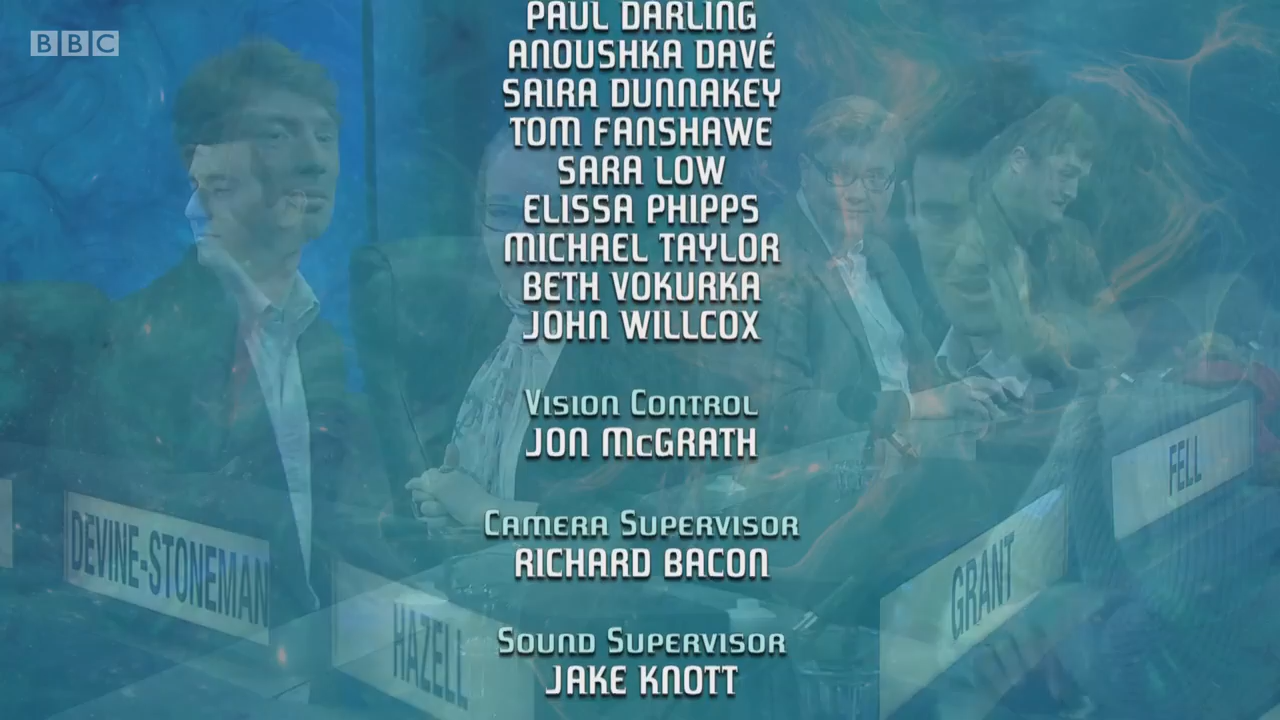 BBC
PAUL DARLING
ANOUSHKA DAVÉ
SAIRA DUNNAKEY
TOM FANSHAWE
SARA LOW
ELISSA PHIPPS
MICHAEL TAYLOR
BETH VOKURKA
JOHN WILLCOX
Vision Control
JON McGRATH
Camera Supervisor
RICHARD BACON
Sound Supervisor
JAKE KNOTT
DEVINE-STONEMAN
HAZELL
GRANT
FELL